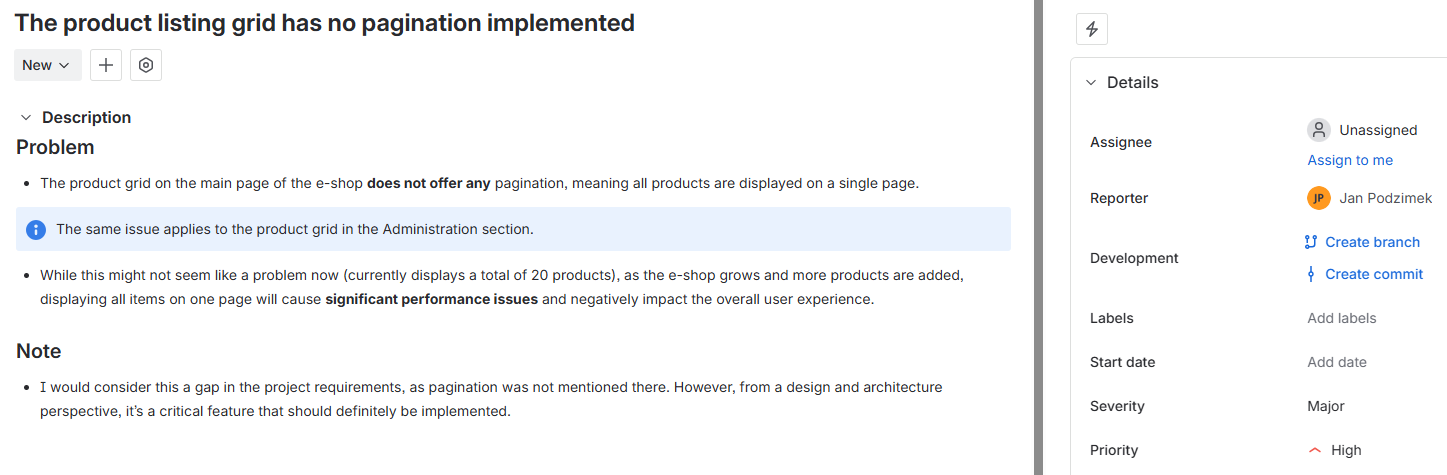 The product listing grid has no pagination implemented
New
Description
Problem
The product grid on the main page of the e-shop does not offer any pagination, meaning all products are displayed on a single page.
The same issue applies to the product grid in the Administration section.
While this might not seem like a problem now (currently displays a total of 20 products), as the e-shop grows and more products are added,
displaying all items on one page will cause significant performance issues and negatively impact the overall user experience.
Note
I would consider this a gap in the project requirements, as pagination was not mentioned there. However, from a design and architecture
perspective, it's a critical feature that should definitely be implemented.
Details
Assignee
Unassigned
Assign to me
Reporter
JP Jan Podzimek
Development
Create branch
Create commit
Labels
Add labels
Start date
Add date
Severity
Major
Priority
High